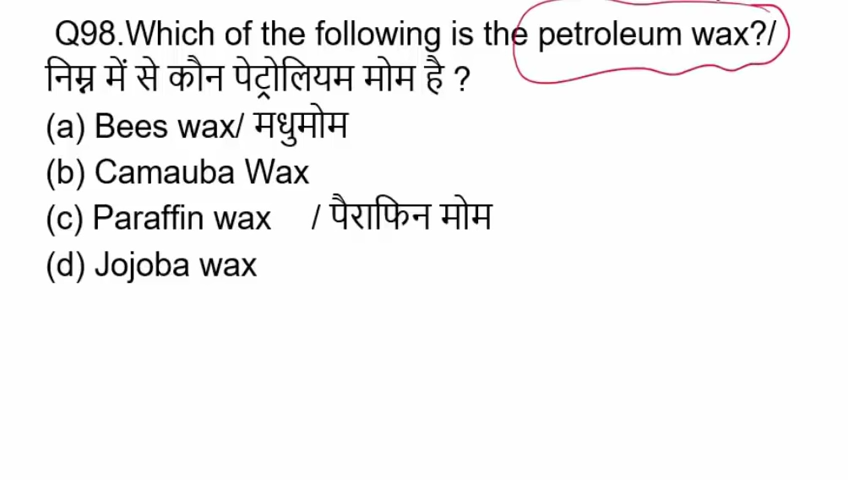 Q98.Which of the following is the petroleum wax?/
निम्न में से कौन पेट्रोलियम मोम है ?
(a) Bees wax/ मधुमोम
(b) Camauba Wax
(c) Paraffin wax / पैराफिन मोम
(d) Jojoba wax